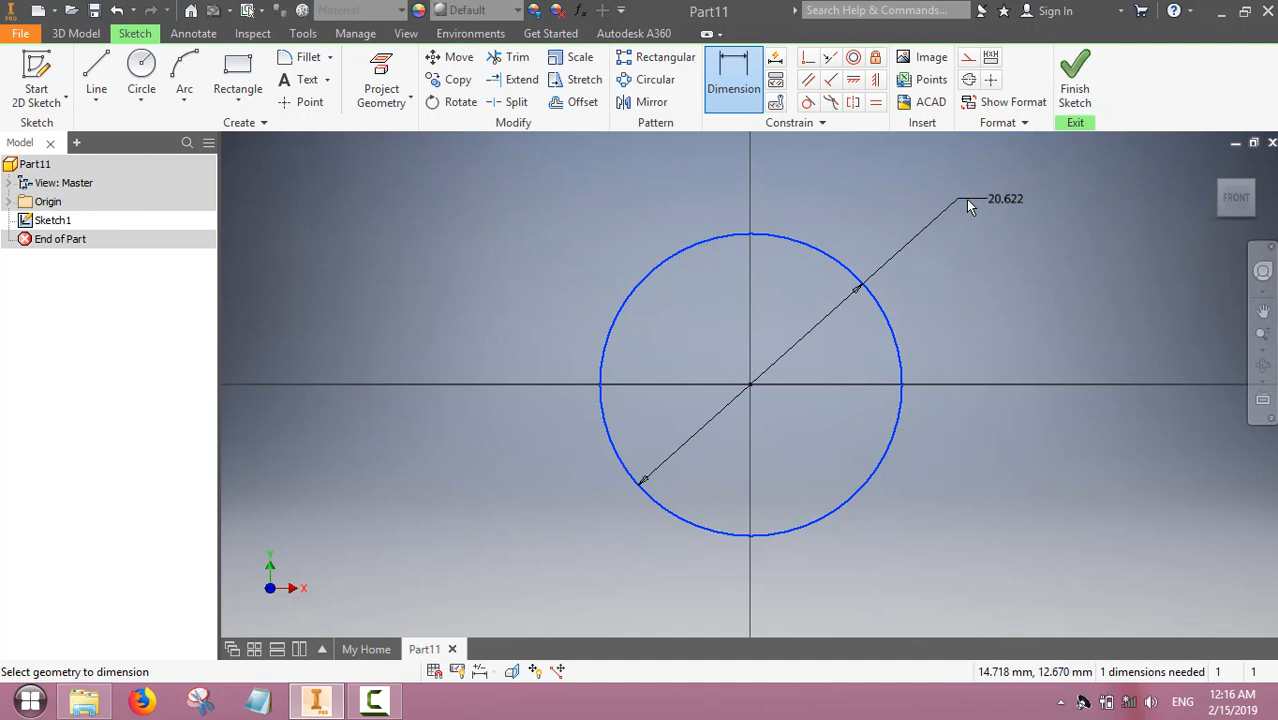 PRO
Material
Default
Part11
Search Help & Commands...
Sign In
File
3D Model
Sketch
Annotate
Inspect
Tools
Manage
View
Environments
Get Started
Autodesk A360
Start
2D Sketch
Line
Circle
Arc
Rectangle
Fillet
Text
Point
Project
Geometry
Move
Copy
Rotate
Trim
Extend
Split
Scale
Stretch
Offset
Rectangular
Circular
Mirror
Dimension
Image
Points
ACAD
Show Format
Finish
Sketch
Sketch
Create
Modify
Pattern
Constrain
Insert
Format
Exit
Model
Part11
View: Master
Origin
Sketch1
End of Part
20.622
FRONT
Y
X
My Home
Part11
Select geometry to dimension
14.718 mm, 12.670 mm
1 dimensions needed
1
1
ENG
12:16 AM
2/15/2019